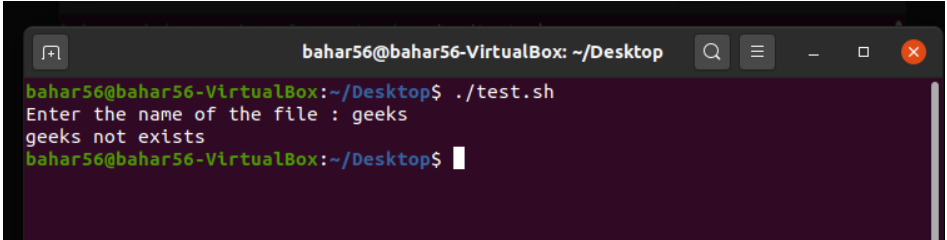 bahar56@bahar56-VirtualBox: ~/Desktop
bahar56@bahar56-VirtualBox:~/Desktop$ ./test.sh
Enter the name of the file : geeks
geeks not exists
bahar56@bahar56-VirtualBox:~/Desktop$